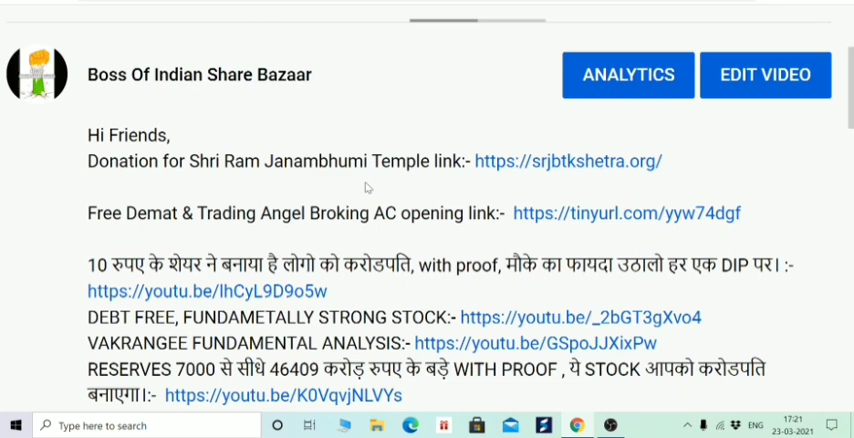 Boss Of Indian Share Bazaar
ANALYTICS
EDIT VIDEO
Hi Friends,
Donation for Shri Ram Janambhumi Temple link:- https://srjbtkshetra.org/
Free Demat & Trading Angel Broking AC opening link:- https://tinyurl.com/yyw74dgf
10 रुपए के शेयर ने बनाया है लोगो को करोडपति, with proof, मौके का फायदा उठालो हर एक DIP पर। :-
https://youtu.be/lhCyL9D9o5w
DEBT FREE, FUNDAMETALLY STRONG STOCK:- https://youtu.be/_2bGT3gXvo4
VAKRANGEE FUNDAMENTAL ANALYSIS:- https://youtu.be/GSpoJJXixPw
RESERVES 7000 से सीधे 46409 करोड़ रुपए के बड़े WITH PROOF , ये STOCK आपको करोडपति
बनाएगा।:- https://youtu.be/K0VqvjNLVYs
Type here to search
ENG
17:21
23-03-2021